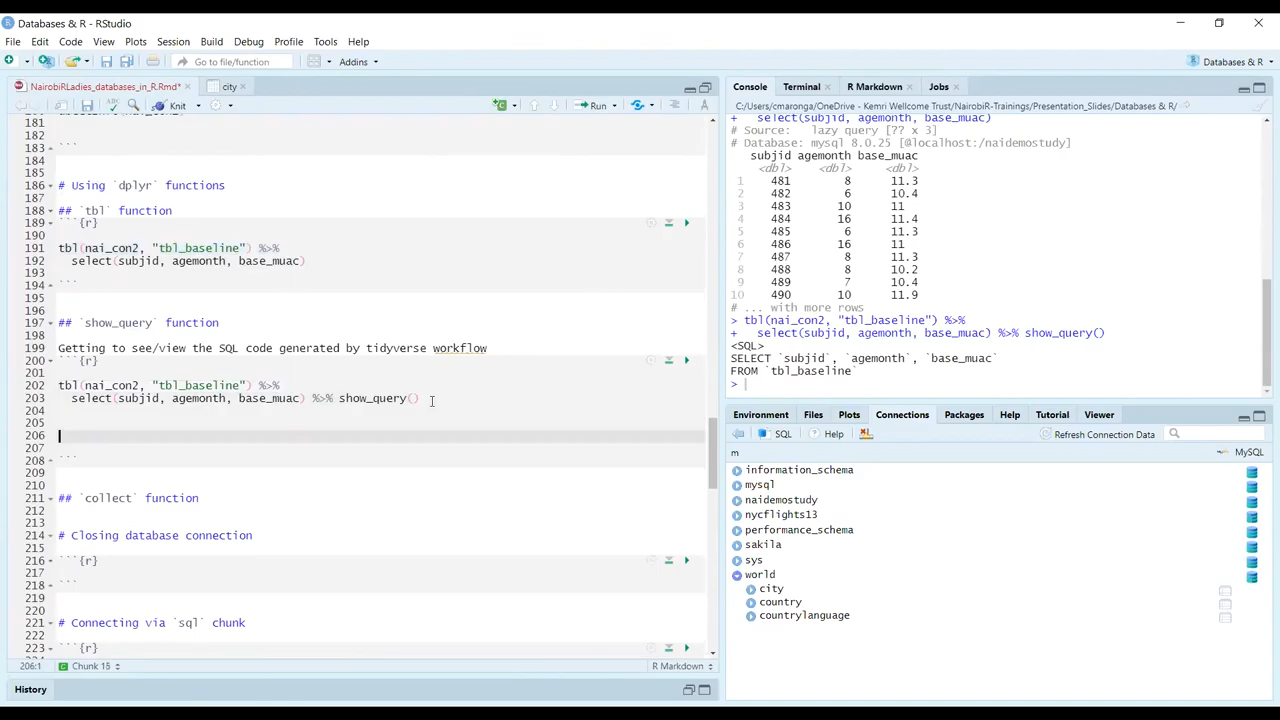 Databases & R - RStudio
File Edit Code View Plots Session Build Debug Profile Tools Help
Go to file/function Addins Databases & R
NairobiRLadies_databases_in_R.Rmd* city
Knit Run
181
182
183 ```
184
185
186 # Using `dplyr` functions
187
188 ## `tbl` function
189 ```{r}
190
191 tbl(nai_con2, "tbl_baseline") %>%
192 select(subjid, agemonth, base_muac)
193
194 ```
195
196
197 ## `show_query` function
198
199 Getting to see/view the SQL code generated by tidyverse workflow
200 ```{r}
201
202 tbl(nai_con2, "tbl_baseline") %>%
203 select(subjid, agemonth, base_muac) %>% show_query()
204
205
206
207
208 ```
209
210
211 ## `collect` function
212
213
214 # Closing database connection
215
216 ```{r}
217
218 ```
219
220
221 # Connecting via `sql` chunk
222
223 ```{r}
206:1 Chunk 15 R Markdown
History
Console Terminal R Markdown Jobs
C:/Users/cmaronga/OneDrive - Kemri Wellcome Trust/NairobiR-Trainings/Presentation_Slides/Databases & R/
+ select(subjid, agemonth, base_muac)
# Source: lazy query [?? x 3]
# Database: mysql 8.0.25 [@localhost:/naidemostudy]
subjid agemonth base_muac
<dbl> <dbl> <dbl>
1 481 8 11.3
2 482 6 10.4
3 483 10 11
4 484 16 11.4
5 485 6 11.3
6 486 16 11
7 487 8 11.3
8 488 8 10.2
9 489 7 10.4
10 490 10 11.9
# ... with more rows
> tbl(nai_con2, "tbl_baseline") %>%
+ select(subjid, agemonth, base_muac) %>% show_query()
<SQL>
SELECT `subjid`, `agemonth`, `base_muac`
FROM `tbl_baseline`
>
Environment Files Plots Connections Packages Help Tutorial Viewer
SQL Help Refresh Connection Data
m MySQL
information_schema
mysql
naidemostudy
nycflights13
performance_schema
sakila
sys
world
city
country
countrylanguage